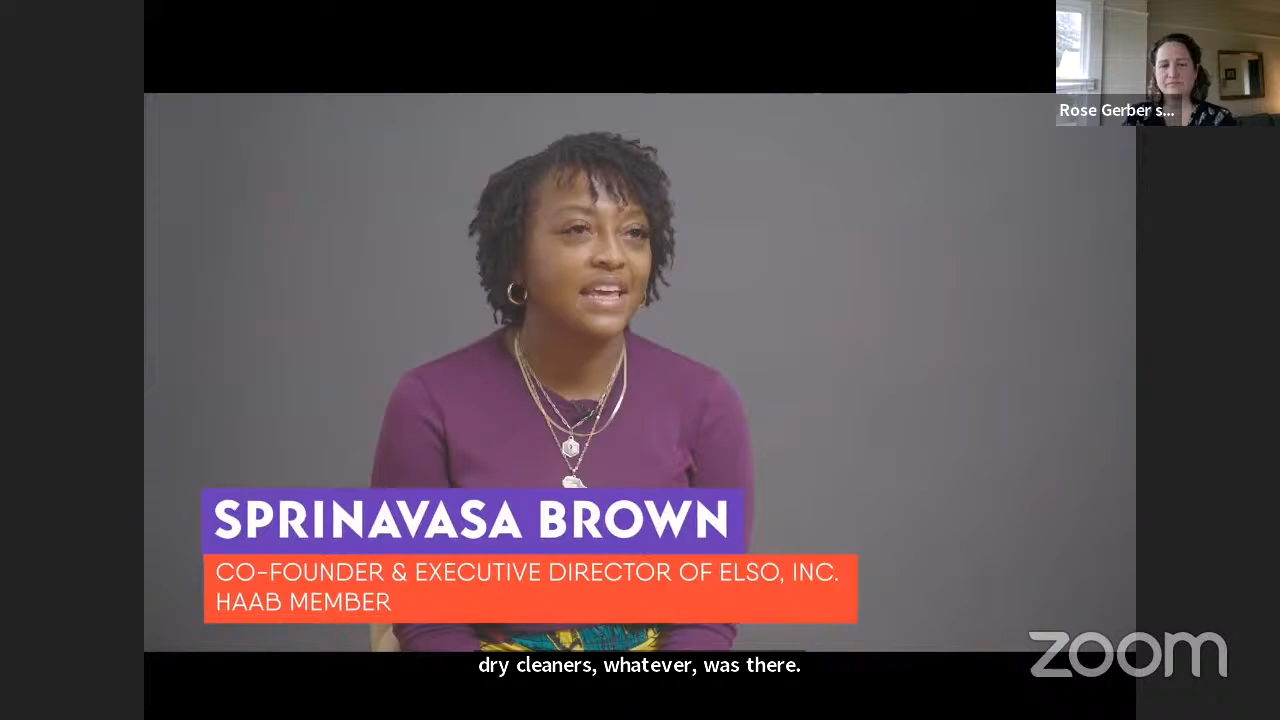 Rose Gerber s...
SPRINAVASA BROWN
CO-FOUNDER & EXECUTIVE DIRECTOR OF ELSO, INC.
HAAB MEMBER
dry cleaners, whatever, was there.
zoom